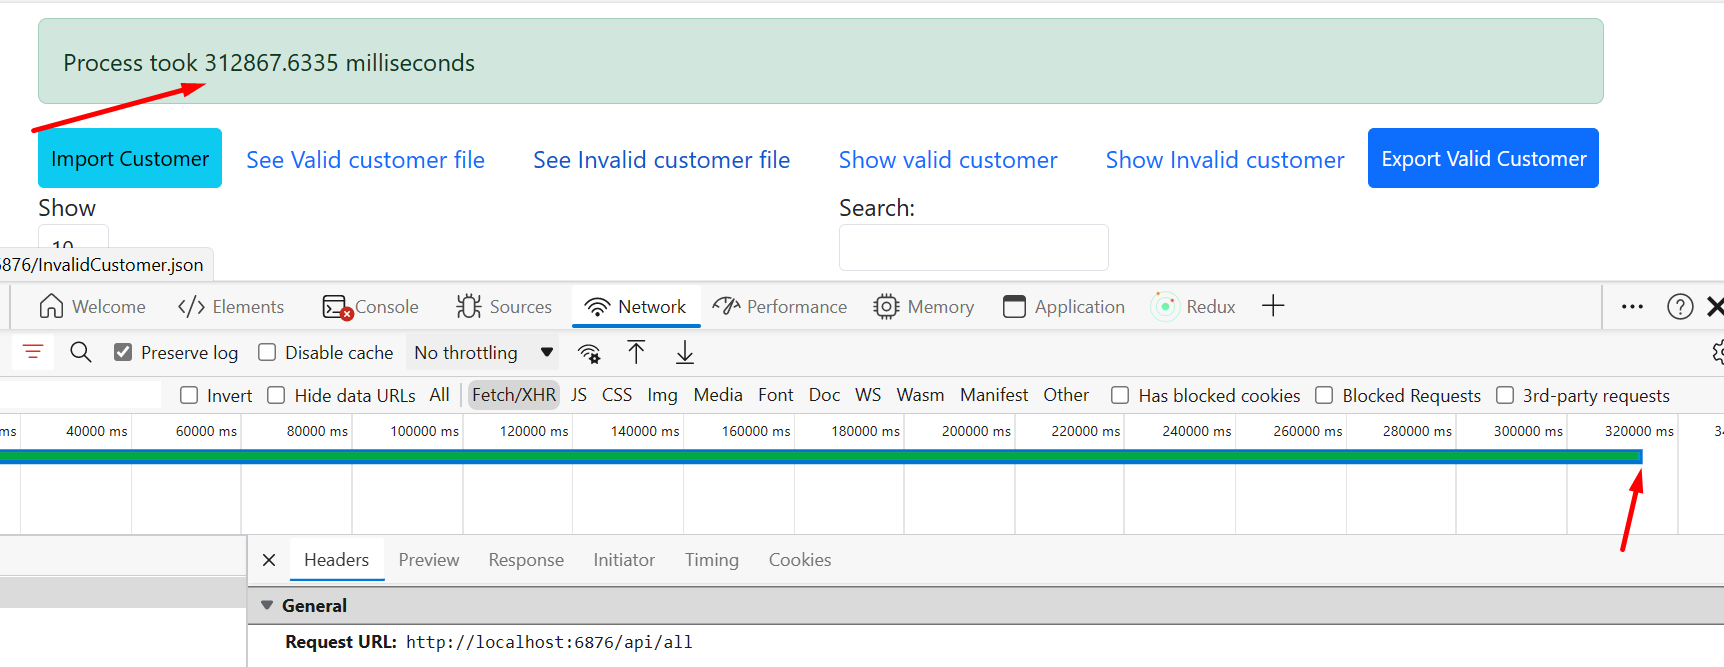 Process took 312867.6335 milliseconds
Import Customer See Valid customer file See Invalid customer file Show valid customer Show Invalid customer Export Valid Customer
Show Search:
10
6876/InvalidCustomer.json
Welcome Elements Console Sources Network Performance Memory Application Redux
Preserve log Disable cache No throttling
Invert Hide data URLs All Fetch/XHR JS CSS Img Media Font Doc WS Wasm Manifest Other Has blocked cookies Blocked Requests 3rd-party requests
ms 40000 ms 60000 ms 80000 ms 100000 ms 120000 ms 140000 ms 160000 ms 180000 ms 200000 ms 220000 ms 240000 ms 260000 ms 280000 ms 300000 ms 320000 ms
Headers Preview Response Initiator Timing Cookies
General
Request URL: http://localhost:6876/api/all